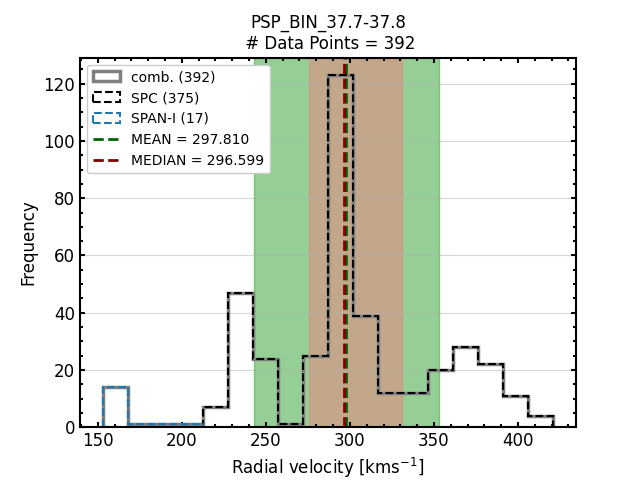 PSP_BIN_37.7-37.8
# Data Points = 392
comb. (392)
SPC (375)
SPAN-I (17)
MEAN = 297.810
MEDIAN = 296.599
Frequency
120
100
80
60
40
20
0
150 200 250 300 350 400
Radial velocity [kms⁻¹]